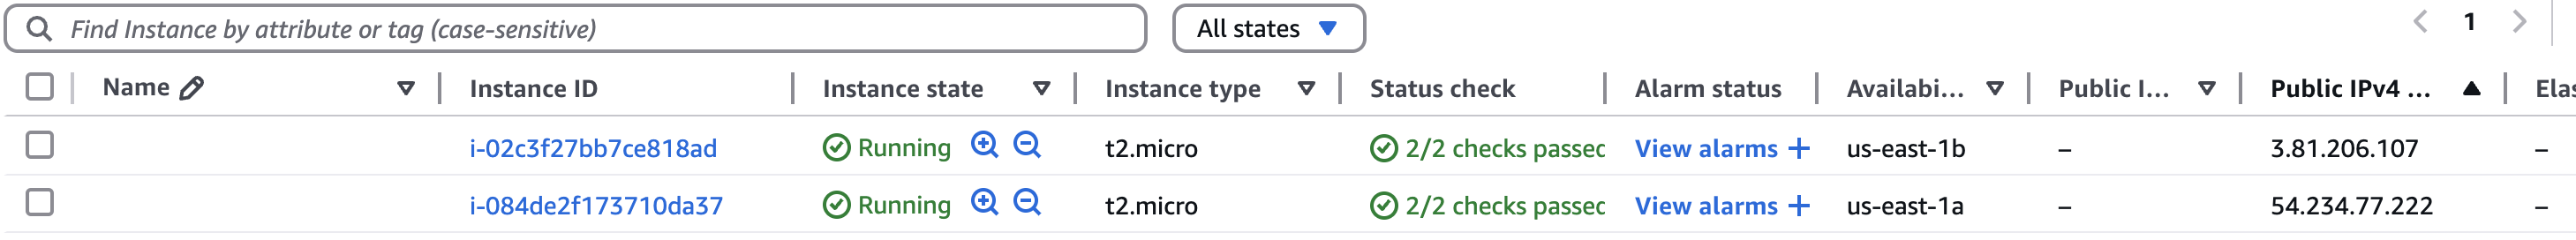 Find Instance by attribute or tag (case-sensitive) All states 1
Name Instance ID Instance state Instance type Status check Alarm status Availabi... Public I... Public IPv4 ... Elas
i-02c3f27bb7ce818ad Running t2.micro 2/2 checks passec View alarms + us-east-1b – 3.81.206.107 –
i-084de2f173710da37 Running t2.micro 2/2 checks passec View alarms + us-east-1a – 54.234.77.222 –